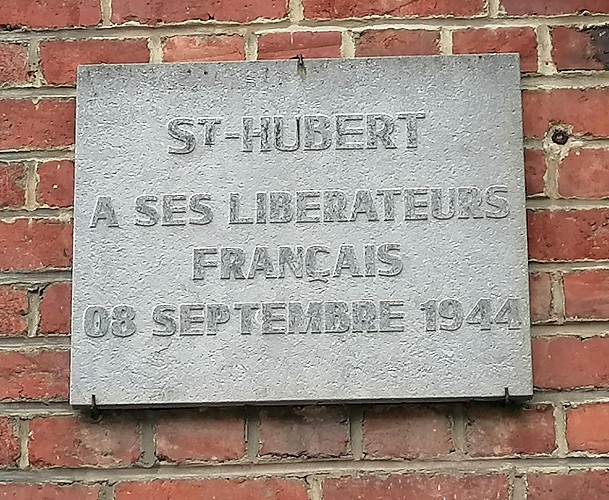 ST-HUBERT
A SES LIBERATEURS
FRANÇAIS
08 SEPTEMBRE 1944